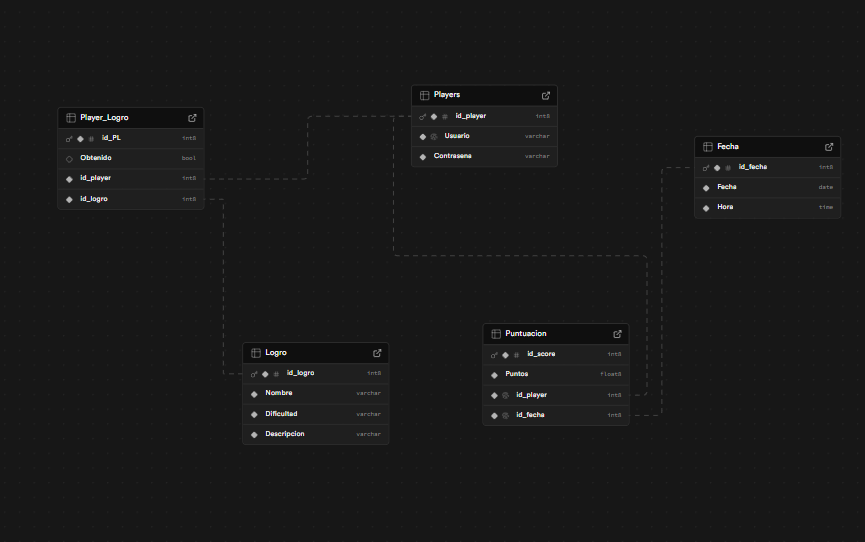 Player_Logro
id_PL int8
Obtenido bool
id_player int8
id_logro int8
Players
id_player int8
Usuario varchar
Contrasena varchar
Fecha
id_fecha int8
Fecha date
Hora time
Logro
id_logro int8
Nombre varchar
Dificultad varchar
Descripcion varchar
Puntuacion
id_score int8
Puntos float8
id_player int8
id_fecha int8